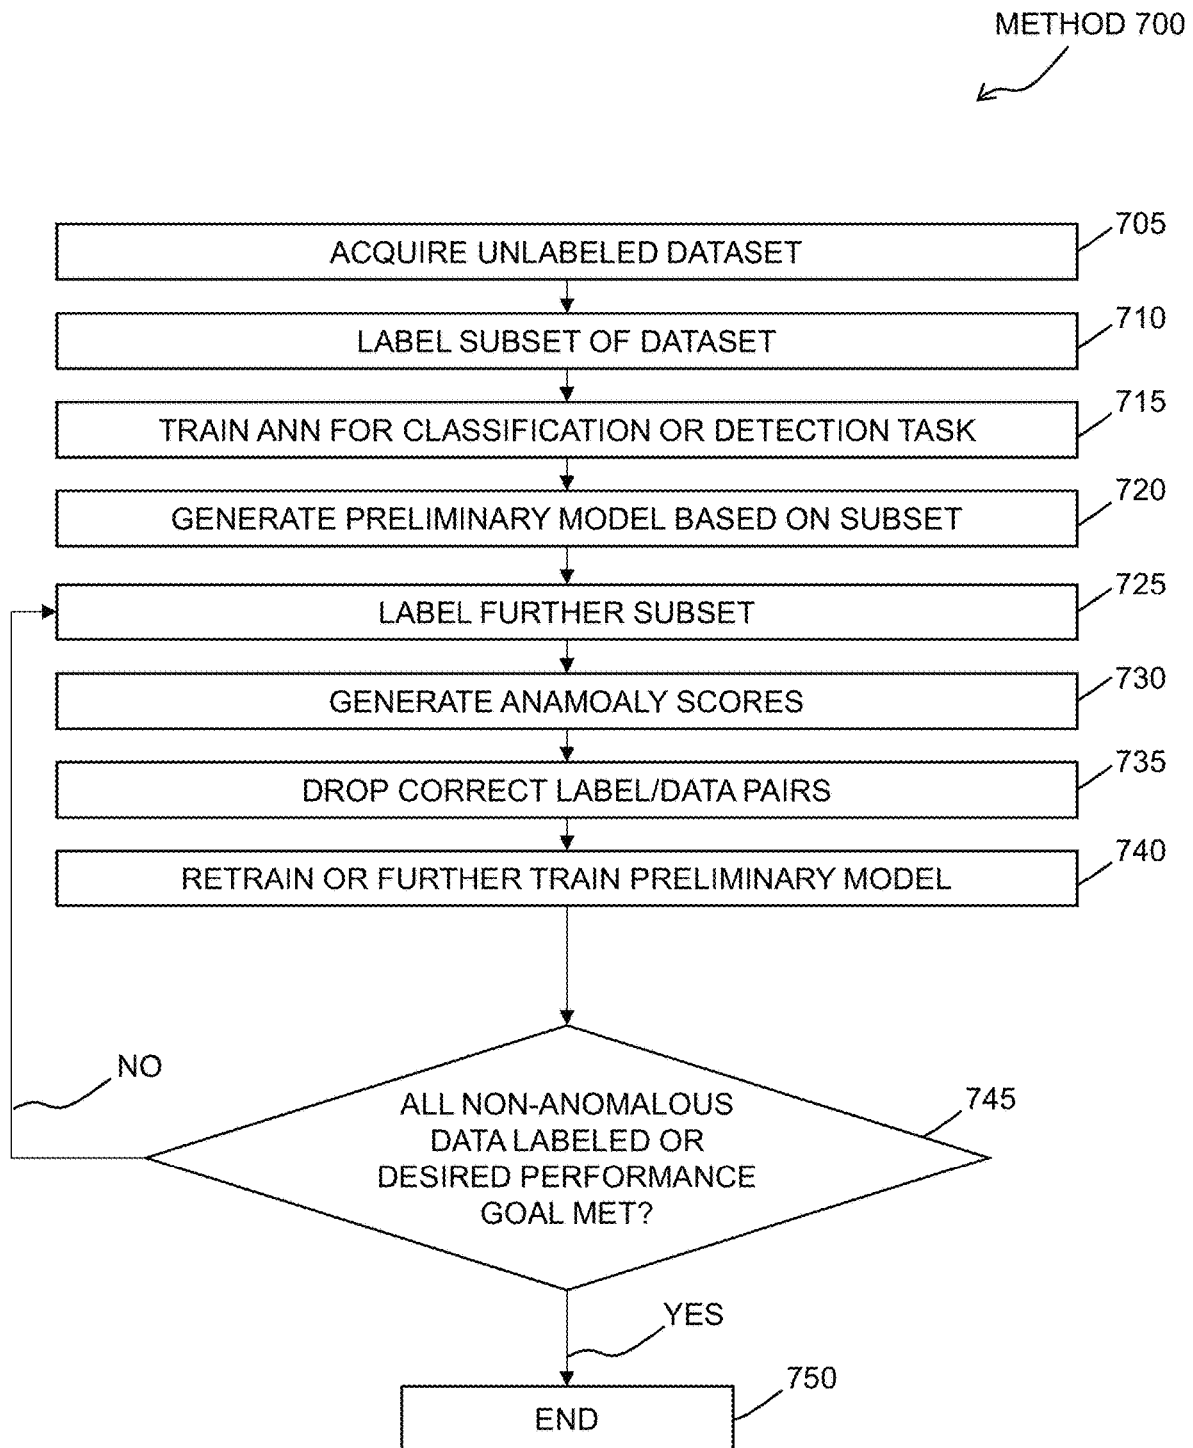 METHOD 700
705
ACQUIRE UNLABELED DATASET
710
LABEL SUBSET OF DATASET
715
TRAIN ANN FOR CLASSIFICATION OR DETECTION TASK
720
GENERATE PRELIMINARY MODEL BASED ON SUBSET
725
LABEL FURTHER SUBSET
730
GENERATE ANAMOALY SCORES
735
DROP CORRECT LABEL/DATA PAIRS
740
RETRAIN OR FURTHER TRAIN PRELIMINARY MODEL
NO
745
ALL NON-ANOMALOUS
DATA LABELED OR
DESIRED PERFORMANCE
GOAL MET?
YES
750
END